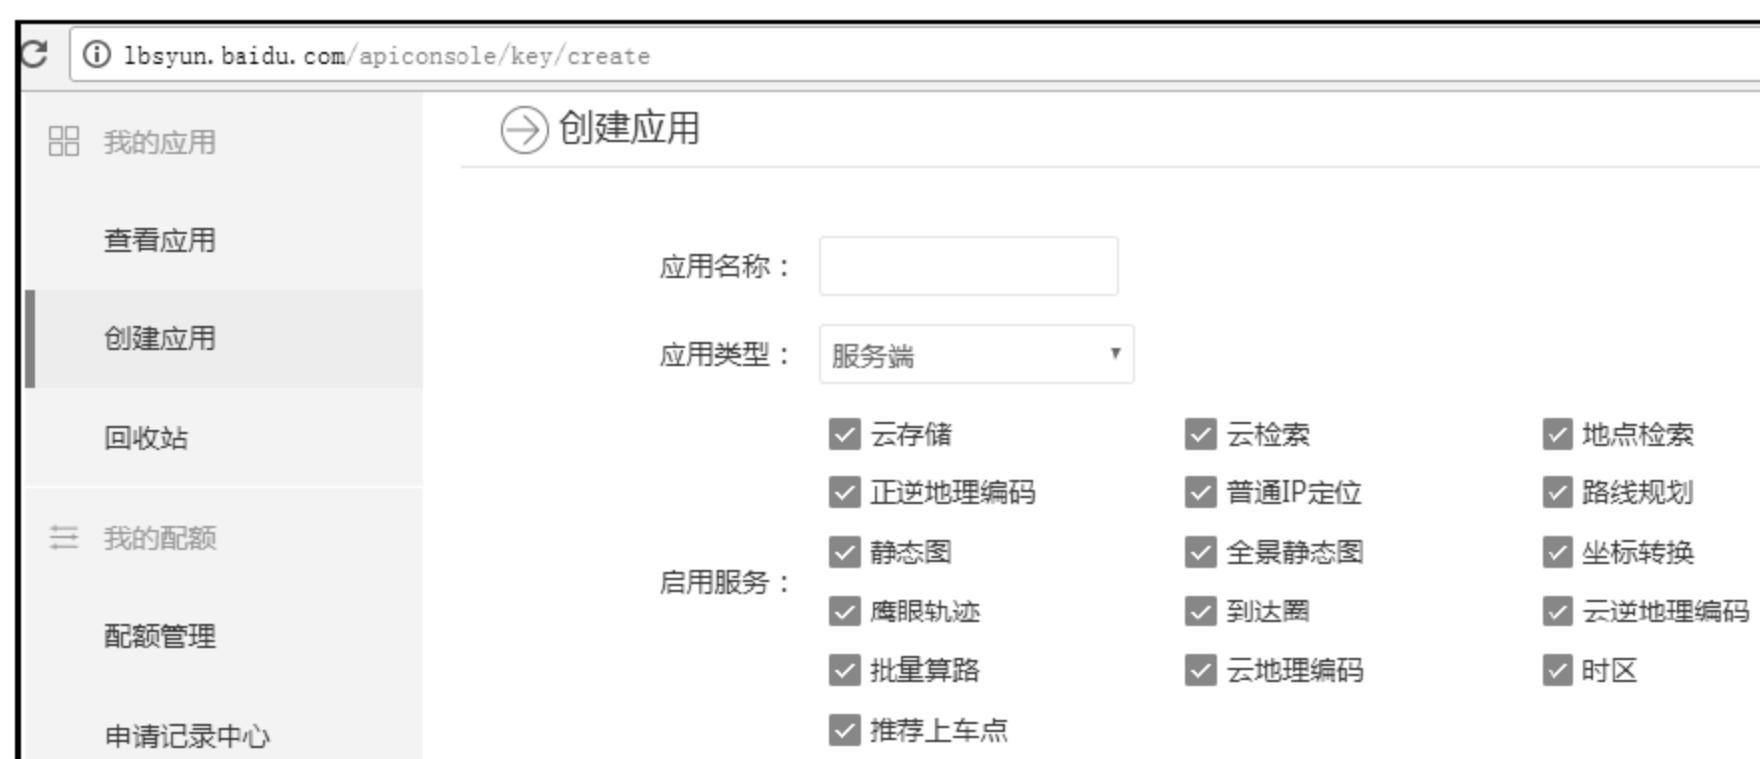 lbsyun.baidu.com/apiconsole/key/create
我的应用
查看应用
创建应用
回收站
我的配额
配额管理
申请记录中心
创建应用
应用名称：
应用类型： 服务端
启用服务：
云存储 云检索 地点检索
正逆地理编码 普通IP定位 路线规划
静态图 全景静态图 坐标转换
鹰眼轨迹 到达圈 云逆地理编码
批量算路 云地理编码 时区
推荐上车点